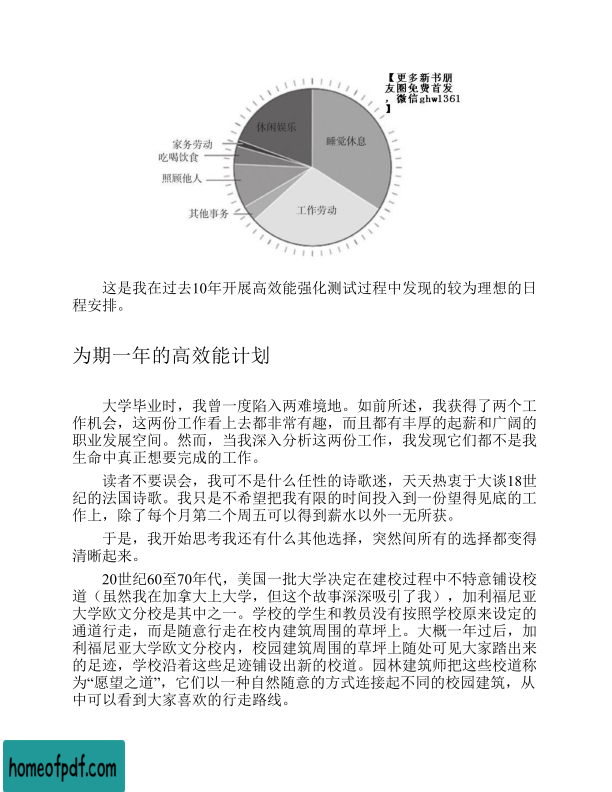 【更多新书朋
友圈免费首发
，微信ghw1361
】
休闲娱乐
家务劳动
睡觉休息
吃喝饮食
照顾他人
其他事务
工作劳动
这是我在过去10年开展高效能强化测试过程中发现的较为理想的日
程安排。
为期一年的高效能计划
大学毕业时，我曾一度陷入两难境地。如前所述，我获得了两个工
作机会，这两份工作看上去都非常有趣，而且都有丰厚的起薪和广阔的
职业发展空间。然而，当我深入分析这两份工作，我发现它们都不是我
生命中真正想要完成的工作。
读者不要误会，我可不是什么任性的诗歌迷，天天热衷于大谈18世
纪的法国诗歌。我只是不希望把我有限的时间投入到一份望得见底的工
作上，除了每个月第二个周五可以得到薪水以外一无所获。
于是，我开始思考我还有什么其他选择，突然间所有的选择都变得
清晰起来。
20世纪60至70年代，美国一批大学决定在建校过程中不特意铺设校
道（虽然我在加拿大上大学，但这个故事深深吸引了我），加利福尼亚
大学欧文分校是其中之一。学校的学生和教员没有按照学校原来设定的
通道行走，而是随意行走在校内建筑周围的草坪上。大概一年过后，加
利福尼亚大学欧文分校内，校园建筑周围的草坪上随处可见大家踏出来
的足迹，学校沿着这些足迹铺设出新的校道。园林建筑师把这些校道称
为“愿望之道”，它们以一种自然随意的方式连接起不同的校园建筑，从
中可以看到大家喜欢的行走路线。
homeofpdf.com